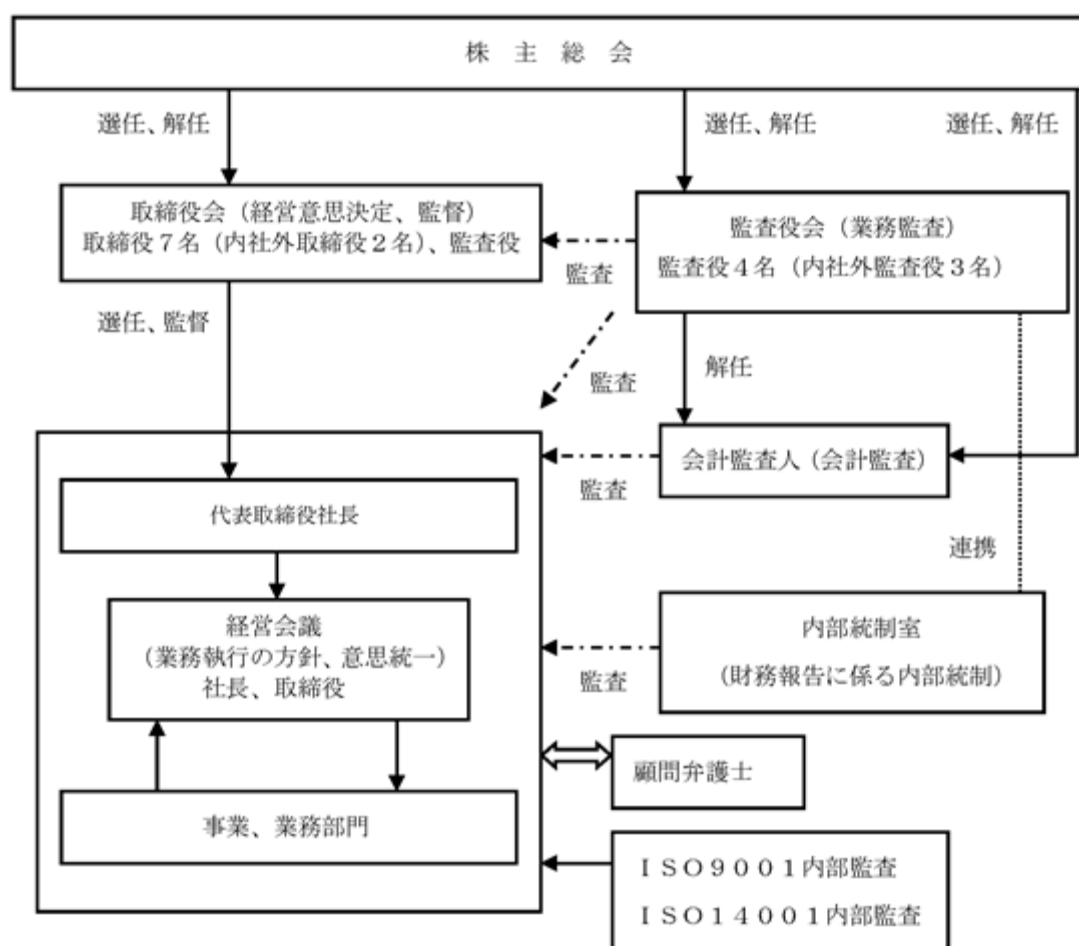 株主総会
選任、解任
選任、解任
選任、解任
取締役会（経営意思決定、監督）
取締役７名（内社外取締役２名）、監査役
監査役会（業務監査）
監査役４名（内社外監査役３名）
監査
選任、監督
監査
解任
会計監査人（会計監査）
監査
代表取締役社長
連携
経営会議
（業務執行の方針、意思統一）
社長、取締役
内部統制室
（財務報告に係る内部統制）
監査
顧問弁護士
事業、業務部門
ＩＳＯ９００１内部監査
ＩＳＯ１４００１内部監査